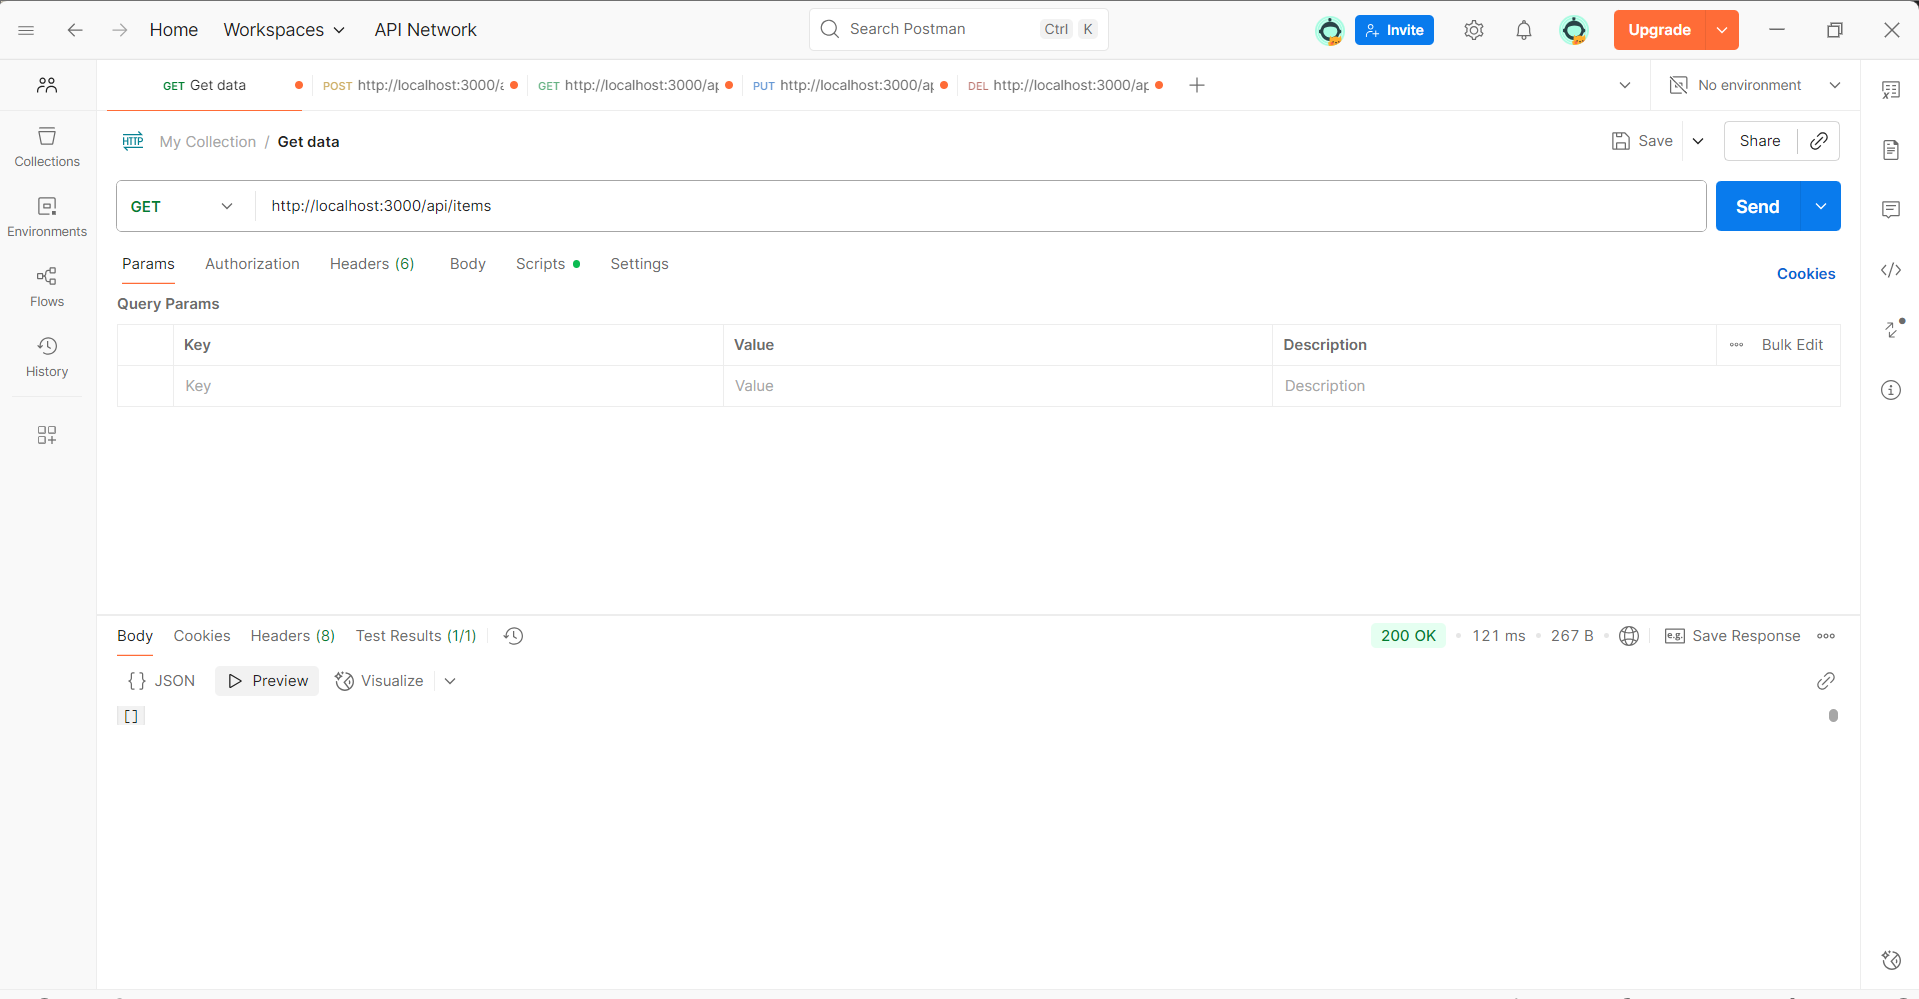 Home Workspaces API Network Search Postman Ctrl K Invite Upgrade
GET Get data POST http://localhost:3000/a GET http://localhost:3000/ap PUT http://localhost:3000/ap DEL http://localhost:3000/ap No environment
HTTP My Collection / Get data Save Share
Collections
GET http://localhost:3000/api/items Send
Environments
Params Authorization Headers (6) Body Scripts Settings Cookies
Flows
Query Params
Key Value Description Bulk Edit
History
Key Value Description
Body Cookies Headers (8) Test Results (1/1) 200 OK 121 ms 267 B e.g. Save Response
{} JSON Preview Visualize
[]